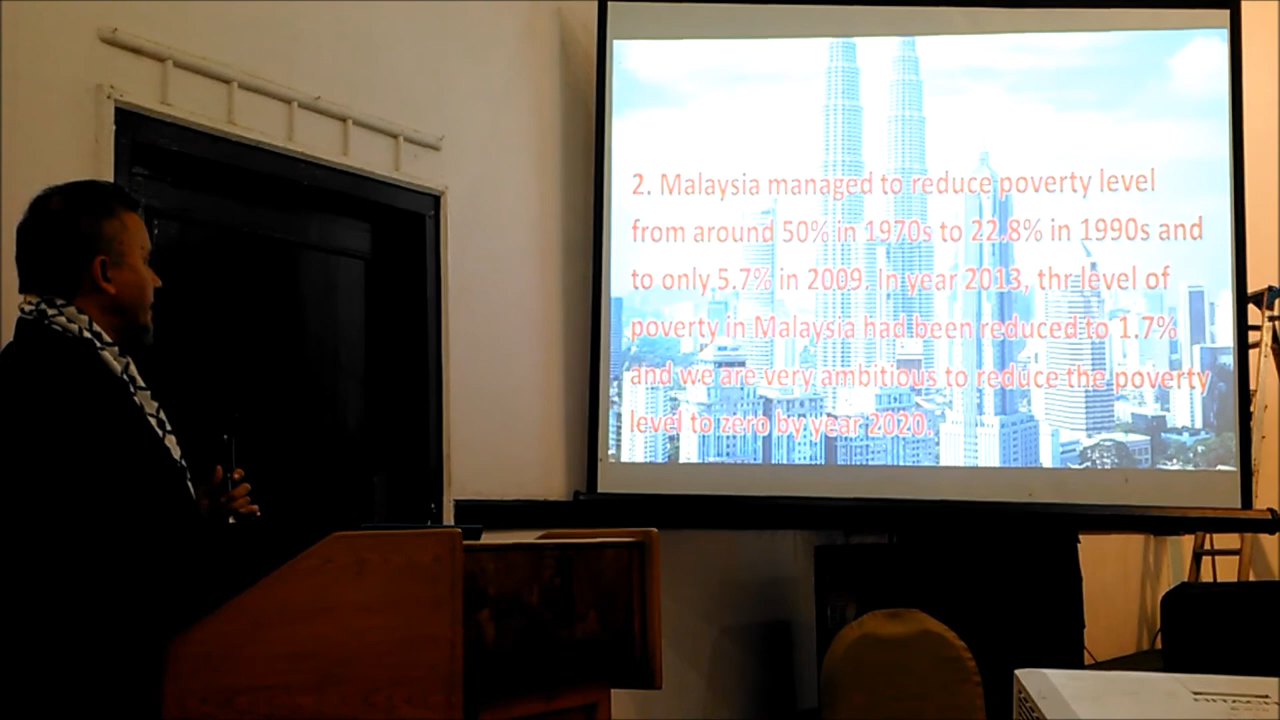 2. Malaysia managed to reduce poverty level
from around 50% in 1970s to 22.8% in 1990s and
to only 5.7% in 2009. In year 2013, thr level of
poverty in Malaysia had been reduced to 1.7%
and we are very ambitious to reduce the poverty
level to zero by year 2020.
HITACHI